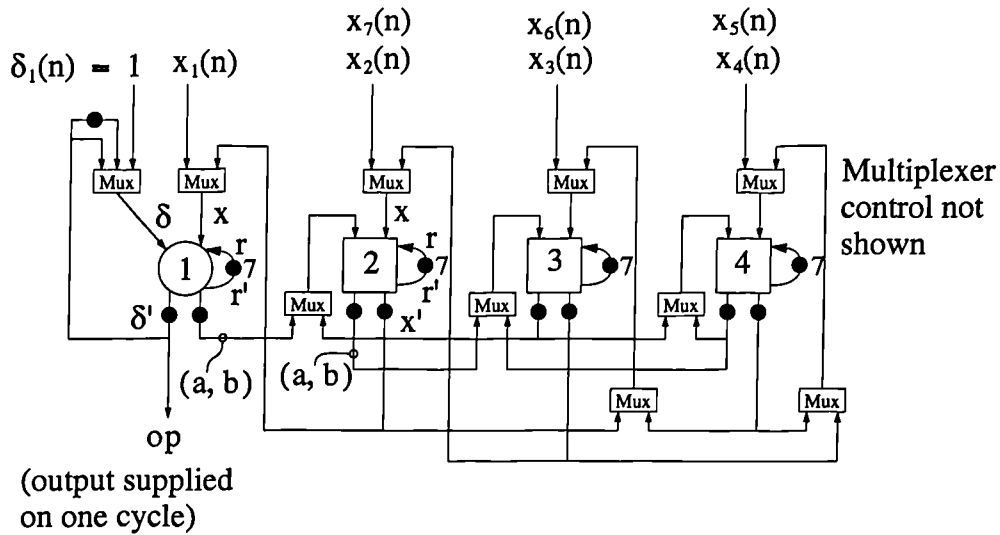 x₇(n) x₆(n) x₅(n)
δ₁(n) = 1 x₁(n) x₂(n) x₃(n) x₄(n)
Mux Mux Mux Mux Mux
Multiplexer
control not
shown
δ x x
r r
1 7 2 7 3 7 4 7
r' r'
Mux Mux Mux
δ' x'
(a, b) (a, b)
Mux Mux
op
(output supplied
on one cycle)